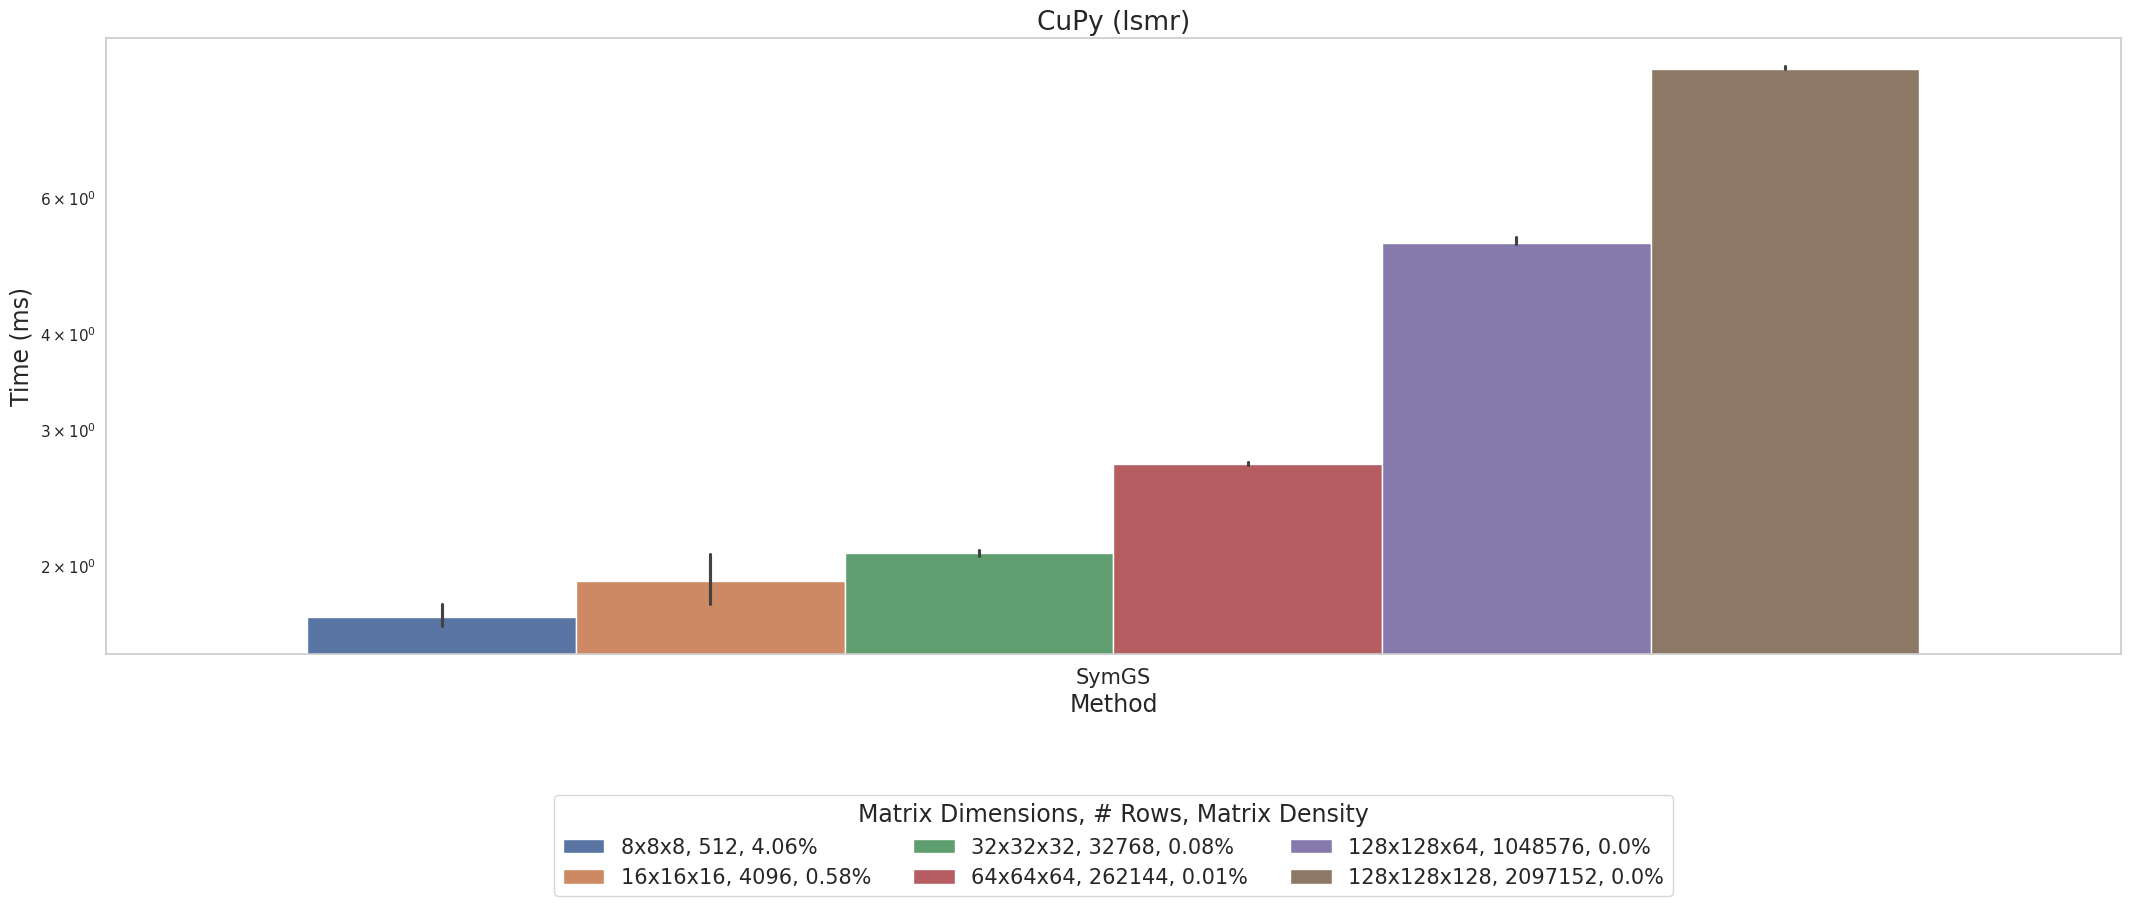 CuPy (lsmr)
Time (ms)
6 × 10⁰
4 × 10⁰
3 × 10⁰
2 × 10⁰
SymGS
Method
Matrix Dimensions, # Rows, Matrix Density
8x8x8, 512, 4.06%
16x16x16, 4096, 0.58%
32x32x32, 32768, 0.08%
64x64x64, 262144, 0.01%
128x128x64, 1048576, 0.0%
128x128x128, 2097152, 0.0%